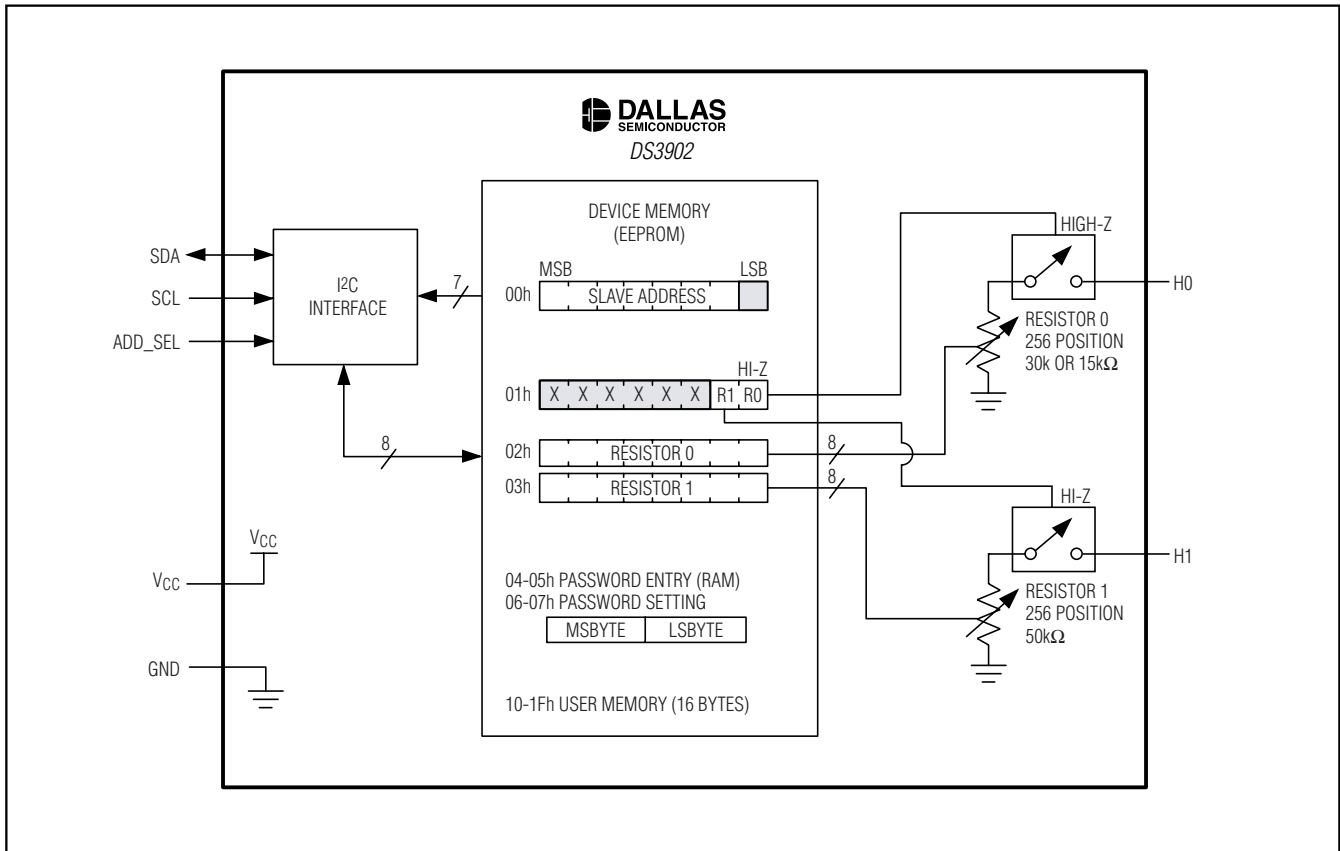 DALLAS
SEMICONDUCTOR
DS3902
DEVICE MEMORY
(EEPROM)
MSB LSB
00h SLAVE ADDRESS
HI-Z
01h X X X X X X R1 R0
02h RESISTOR 0
03h RESISTOR 1
04-05h PASSWORD ENTRY (RAM)
06-07h PASSWORD SETTING
MSBYTE LSBYTE
10-1Fh USER MEMORY (16 BYTES)
SDA
SCL
ADD_SEL
I²C
INTERFACE
7
8
VCC
VCC
GND
8
8
HIGH-Z
H0
RESISTOR 0
256 POSITION
30k OR 15kΩ
HI-Z
H1
RESISTOR 1
256 POSITION
50kΩ